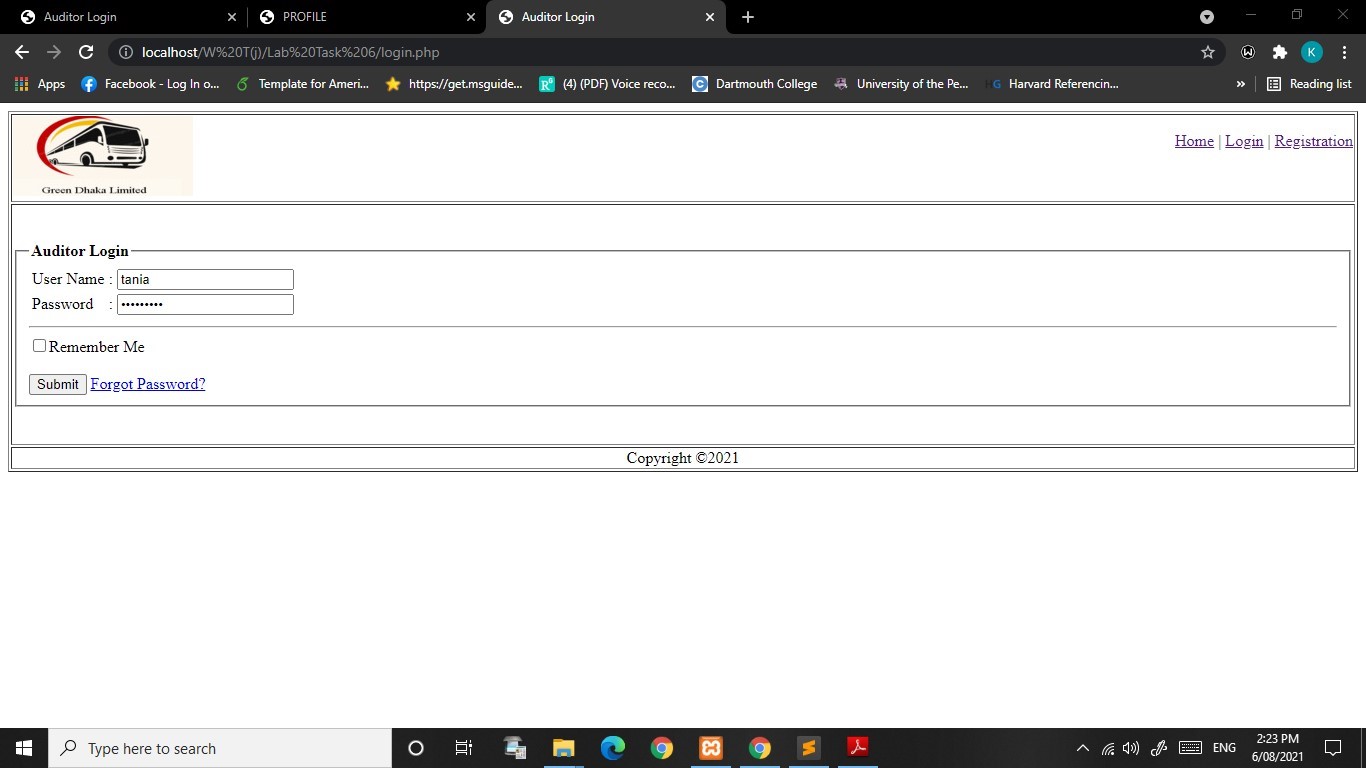 Auditor Login
PROFILE
Auditor Login
localhost/W%20T(j)/Lab%20Task%206/login.php
K
Apps
Facebook - Log In o...
Template for Ameri...
https://get.msguide...
(4) (PDF) Voice reco...
Dartmouth College
University of the Pe...
HG Harvard Referencin...
»
Reading list
Green Dhaka Limited
Home | Login | Registration
Auditor Login
User Name : tania
Password : •••••••••
Remember Me
Submit Forgot Password?
Copyright ©2021
Type here to search
ENG
2:23 PM
6/08/2021